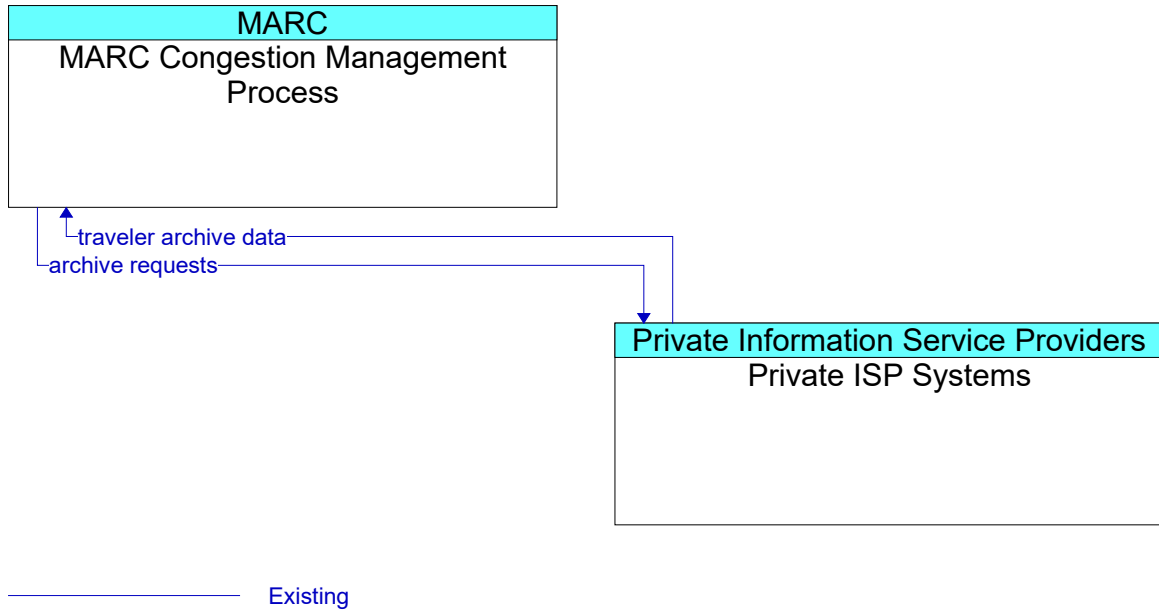 MARC
MARC Congestion Management
Process
traveler archive data
archive requests
Private Information Service Providers
Private ISP Systems
Existing